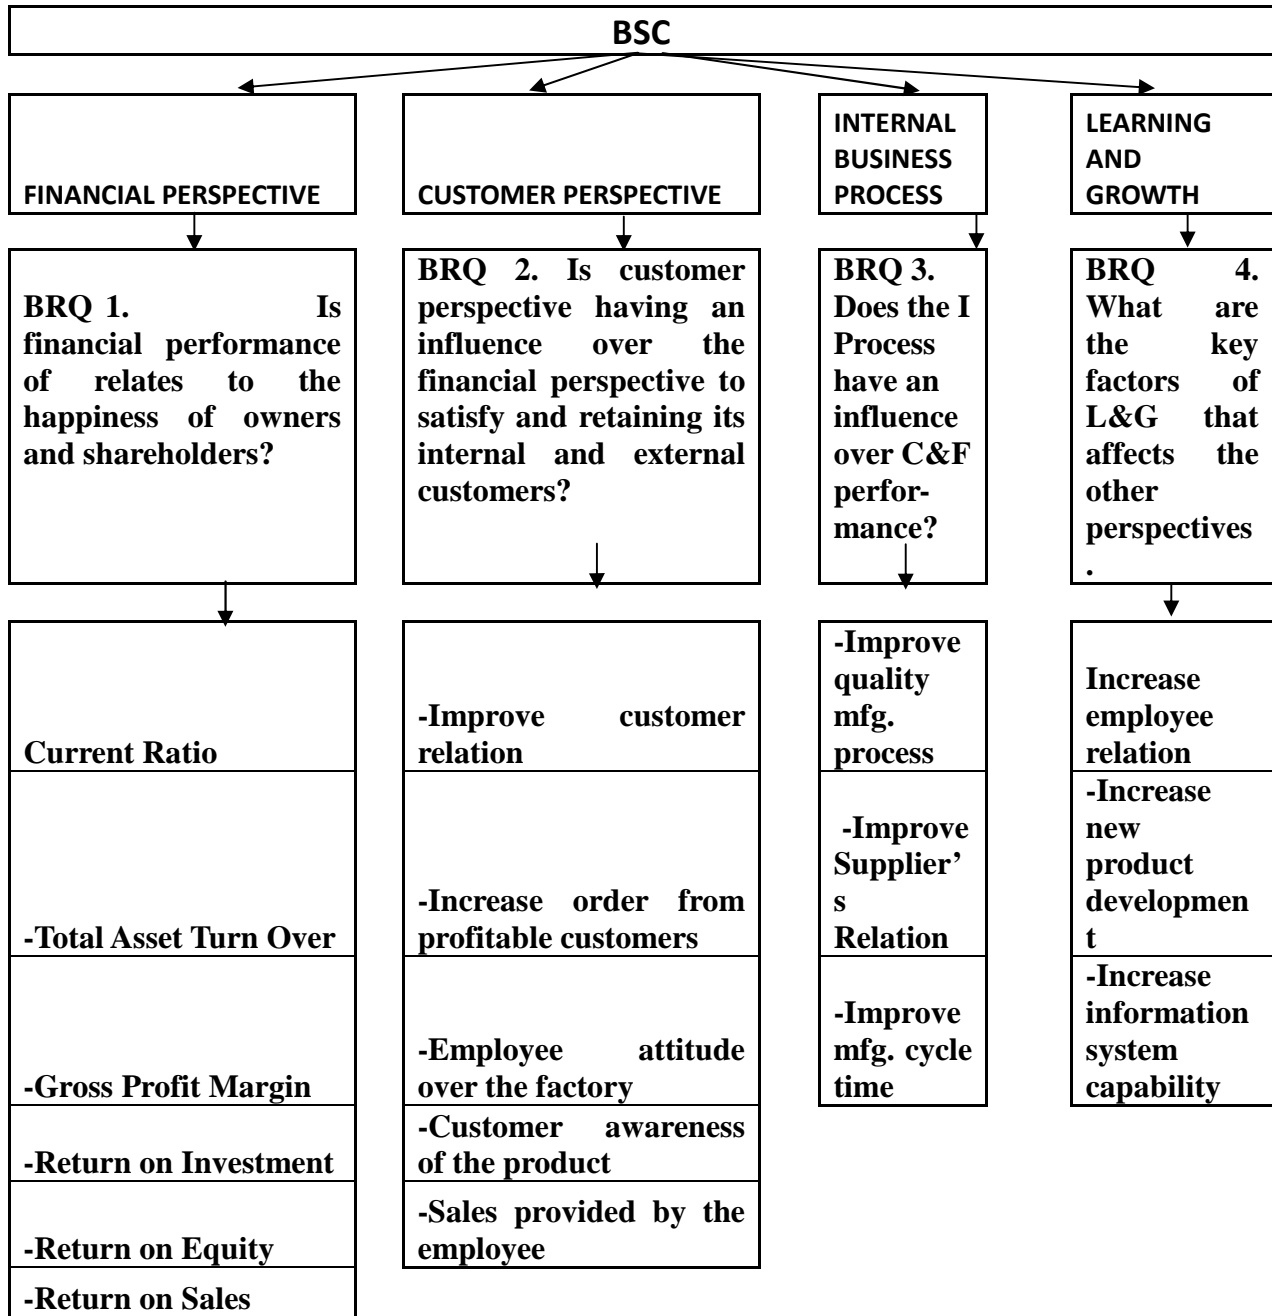 BSC
FINANCIAL PERSPECTIVE
CUSTOMER PERSPECTIVE
INTERNAL
BUSINESS
PROCESS
LEARNING
AND
GROWTH
BRQ 1. Is
financial performance
of relates to the
happiness of owners
and shareholders?
BRQ 2. Is customer
perspective having an
influence over the
financial perspective to
satisfy and retaining its
internal and external
customers?
BRQ 3.
Does the I
Process
have an
influence
over C&F
perfor-
mance?
BRQ 4.
What are
the key
factors of
L&G that
affects the
other
perspectives
.
Current Ratio
-Total Asset Turn Over
-Gross Profit Margin
-Return on Investment
-Return on Equity
-Return on Sales
-Improve customer
relation
-Increase order from
profitable customers
-Employee attitude
over the factory
-Customer awareness
of the product
-Sales provided by the
employee
-Improve
quality
mfg.
process
-Improve
Supplier’
s
Relation
-Improve
mfg. cycle
time
Increase
employee
relation
-Increase
new
product
developmen
t
-Increase
information
system
capability